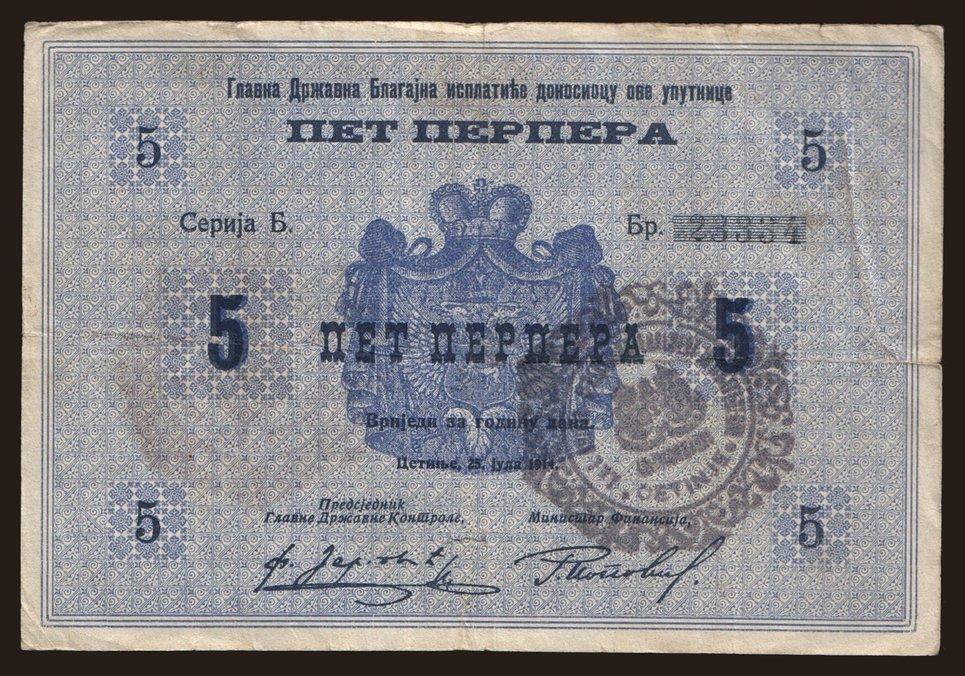 Главна Државна Благајна исплатиће доносиоцу ове упутнице
ПЕТ ПЕРПЕРА
5 5
Серија Б. Бр. 23334
5 ПЕТ ПЕРПЕРА 5
Вриједи за годину дана.
Цетиње, 25. јула 1914.
CETINJE
Предсједник
Главне Државне Контроле, Министар Финансија,
5 5